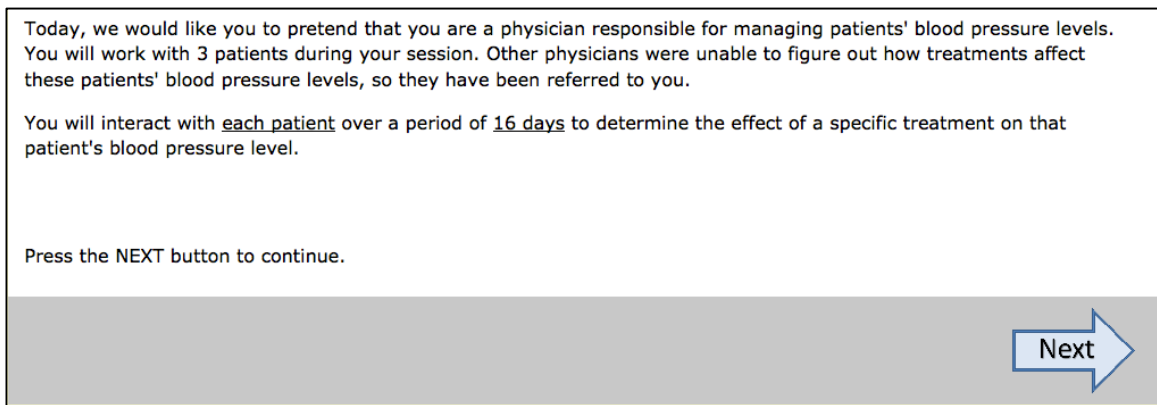 Today, we would like you to pretend that you are a physician responsible for managing patients' blood pressure levels.
You will work with 3 patients during your session. Other physicians were unable to figure out how treatments affect
these patients' blood pressure levels, so they have been referred to you.
You will interact with each patient over a period of 16 days to determine the effect of a specific treatment on that
patient's blood pressure level.
Press the NEXT button to continue.
Next